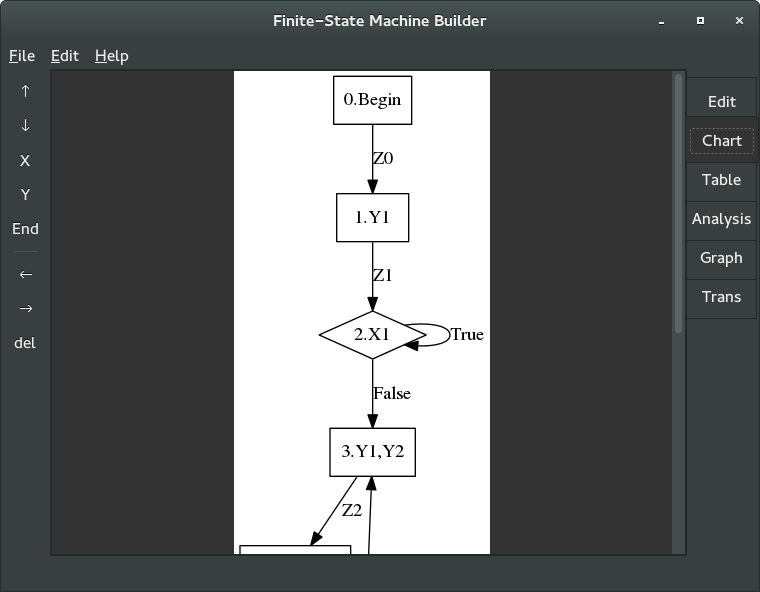 Finite-State Machine Builder
File Edit Help
↑
↓
X
Y
End
←
→
del
0.Begin
Z0
1.Y1
Z1
2.X1
True
False
3.Y1,Y2
Z2
Edit
Chart
Table
Analysis
Graph
Trans